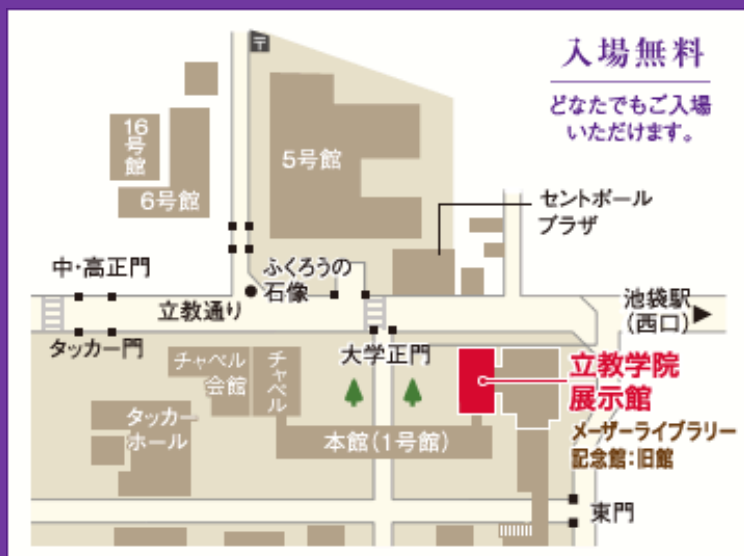 〒
入場無料
どなたでもご入場
いただけます。
16
号
館
6号館
5号館
セントポール
プラザ
中・高正門
ふくろうの
石像
立教通り
池袋駅
(西口)
タッカー門
大学正門
チャペル
会館
チャペル
立教学院
展示館
タッカー
ホール
本館(1号館)
メーザーライブラリー
記念館:旧館
東門